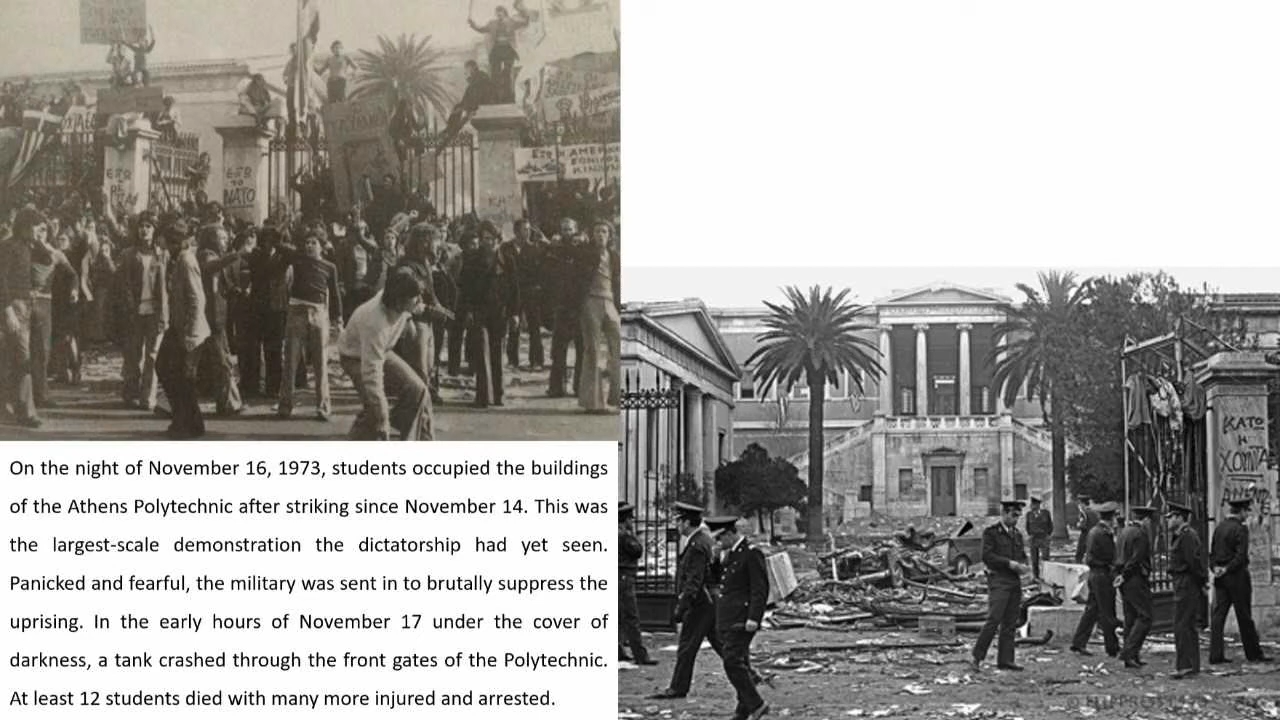 ΕΞΩ
ΤΟ
ΝΑΤΟ
On the night of November 16, 1973, students occupied the buildings
of the Athens Polytechnic after striking since November 14. This was
the largest-scale demonstration the dictatorship had yet seen.
Panicked and fearful, the military was sent in to brutally suppress the
uprising. In the early hours of November 17 under the cover of
darkness, a tank crashed through the front gates of the Polytechnic.
At least 12 students died with many more injured and arrested.
ΚΑΤΩ
Η
ΧΟΥΝΤΑ